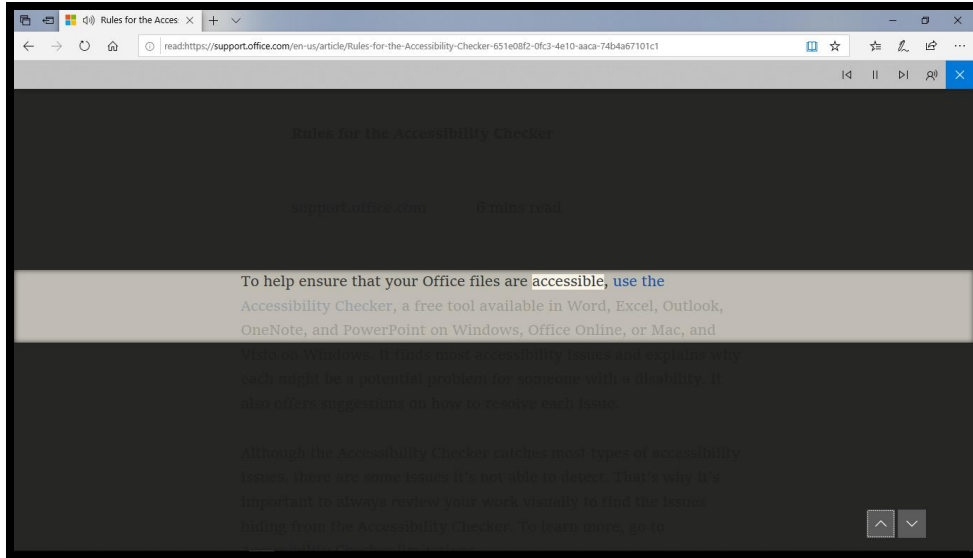 Rules for the Acces
read:https://support.office.com/en-us/article/Rules-for-the-Accessibility-Checker-651e08f2-0fc3-4e10-aaca-74b4a67101c1
Rules for the Accessibility Checker
support.office.com 6 mins read
To help ensure that your Office files are accessible, use the
Accessibility Checker, a free tool available in Word, Excel, Outlook,
OneNote, and PowerPoint on Windows, Office Online, or Mac, and
Visio on Windows. It finds most accessibility issues and explains why
each might be a potential problem for someone with a disability. It
also offers suggestions on how to resolve each issue.
Although the Accessibility Checker catches most types of accessibility
issues, there are some issues it's not able to detect. That's why it's
important to always review your work visually to find the issues
hiding from the Accessibility Checker. To learn more, go to